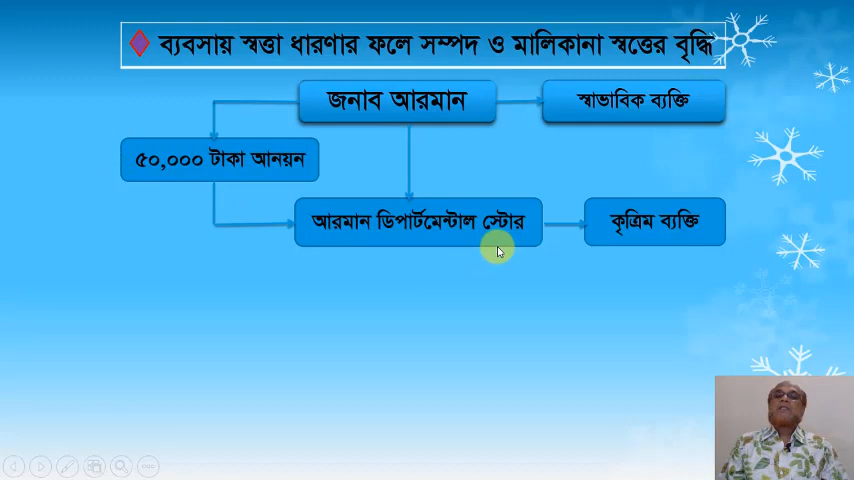 ব্যবসায় স্বত্তা ধারণার ফলে সম্পদ ও মালিকানা স্বত্তের বৃদ্ধি
জনাব আরমান
স্বাভাবিক ব্যক্তি
৫০,০০০ টাকা আনয়ন
আরমান ডিপার্টমেন্টাল স্টোর
কৃত্রিম ব্যক্তি